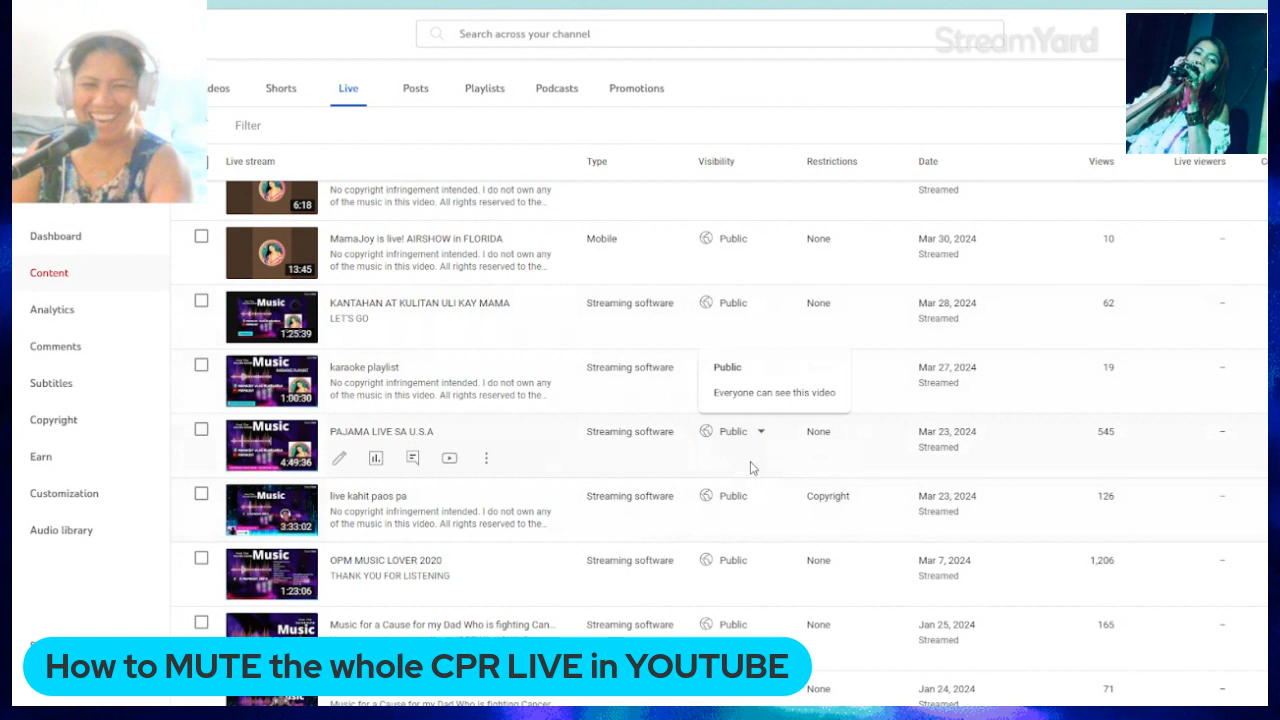 Search across your channel
StreamYard
deos Shorts Live Posts Playlists Podcasts Promotions
Filter
Live stream Type Visibility Restrictions Date Views Live viewers C
No copyright infringement intended. I do not own any
of the music in this video. All rights reserved to the...
6:18
Streamed
Dashboard
Content
Analytics
Comments
Subtitles
Copyright
Earn
Customization
Audio library
MamaJoy is live! AIRSHOW in FLORIDA Mobile Public None Mar 30, 2024 10 –
No copyright infringement intended. I do not own any
of the music in this video. All rights reserved to the...
13:45
Streamed
Music
KANTAHAN AT KULITAN ULI KAY MAMA Streaming software Public None Mar 28, 2024 62 –
LET'S GO
1:25:39
Streamed
Music
karaoke playlist Streaming software Public Mar 27, 2024 19 –
No copyright infringement intended. I do not own any
of the music in this video. All rights reserved to the...
1:00:30
Everyone can see this video
Streamed
Music
PAJAMA LIVE SA U.S.A Streaming software Public None Mar 23, 2024 545 –
4:49:36
Streamed
Music
live kahit paos pa Streaming software Public Copyright Mar 23, 2024 126 –
No copyright infringement intended. I do not own any
of the music in this video. All rights reserved to the...
3:33:02
Streamed
Music
OPM MUSIC LOVER 2020 Streaming software Public None Mar 7, 2024 1,206 –
THANK YOU FOR LISTENING
1:23:06
Streamed
Music
Music for a Cause for my Dad Who is fighting Can... Streaming software Public None Jan 25, 2024 165 –
Streamed
How to MUTE the whole CPR LIVE in YOUTUBE
None Jan 24, 2024 71 –
Music for a Cause for my Dad Who is fighting Cancer
Streamed